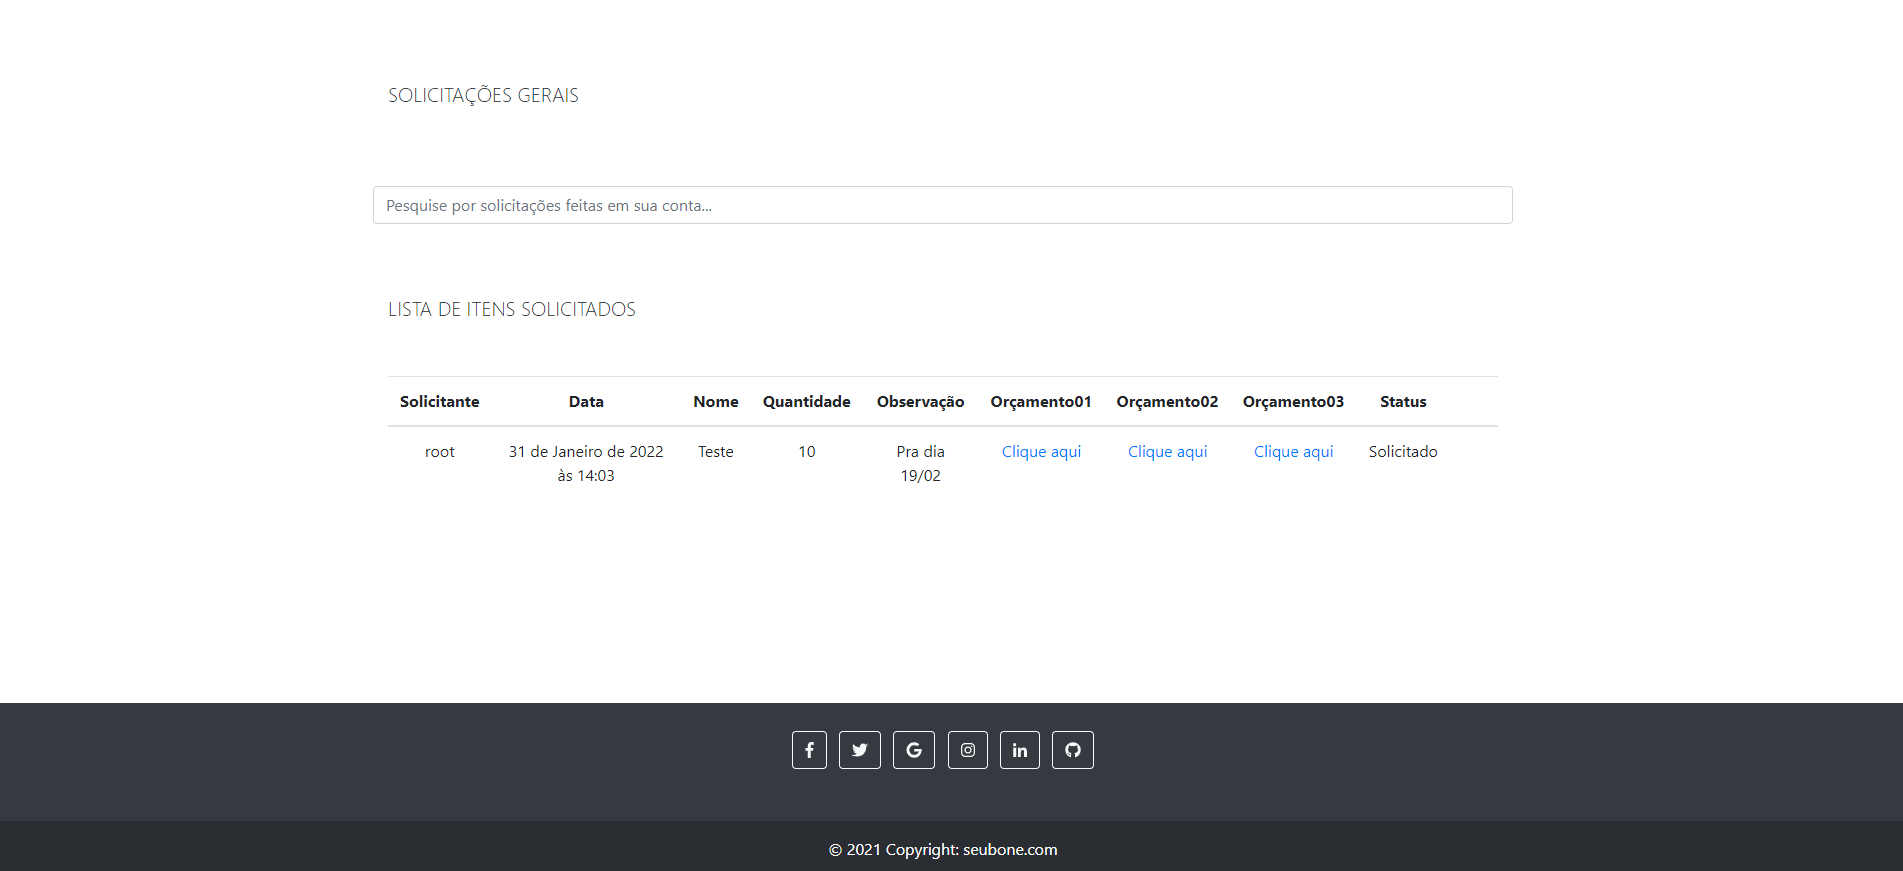 SOLICITAÇÕES GERAIS
Pesquise por solicitações feitas em sua conta...
LISTA DE ITENS SOLICITADOS
Solicitante Data Nome Quantidade Observação Orçamento01 Orçamento02 Orçamento03 Status
root 31 de Janeiro de 2022 Teste 10 Pra dia Clique aqui Clique aqui Clique aqui Solicitado
às 14:03 19/02
© 2021 Copyright: seubone.com